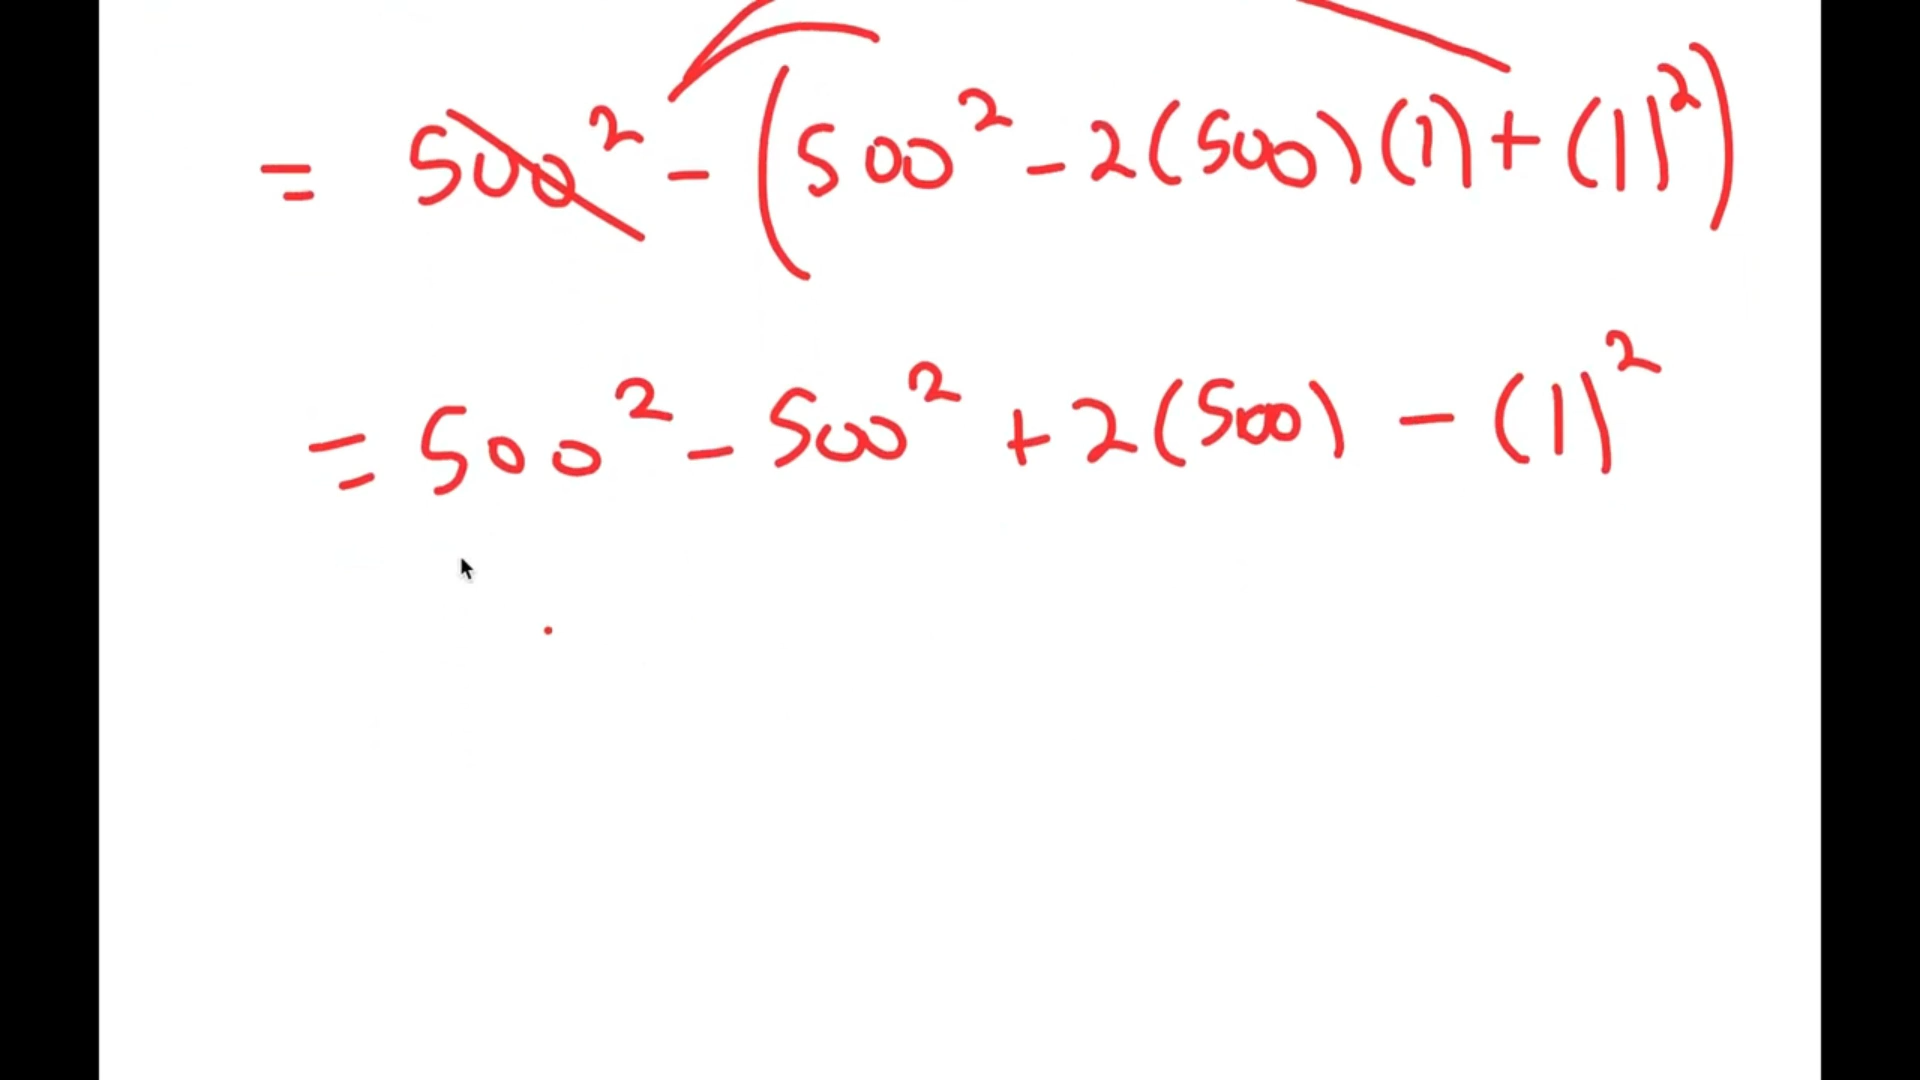 = 500² - (500² - 2(500)(1) + (1)²)
= 500² - 500² + 2(500) - (1)²